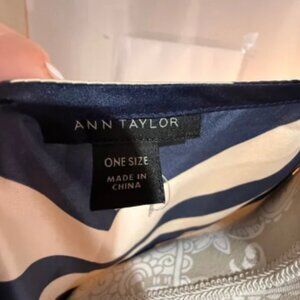 ANN TAYLOR
ONE SIZE
MADE IN
CHINA